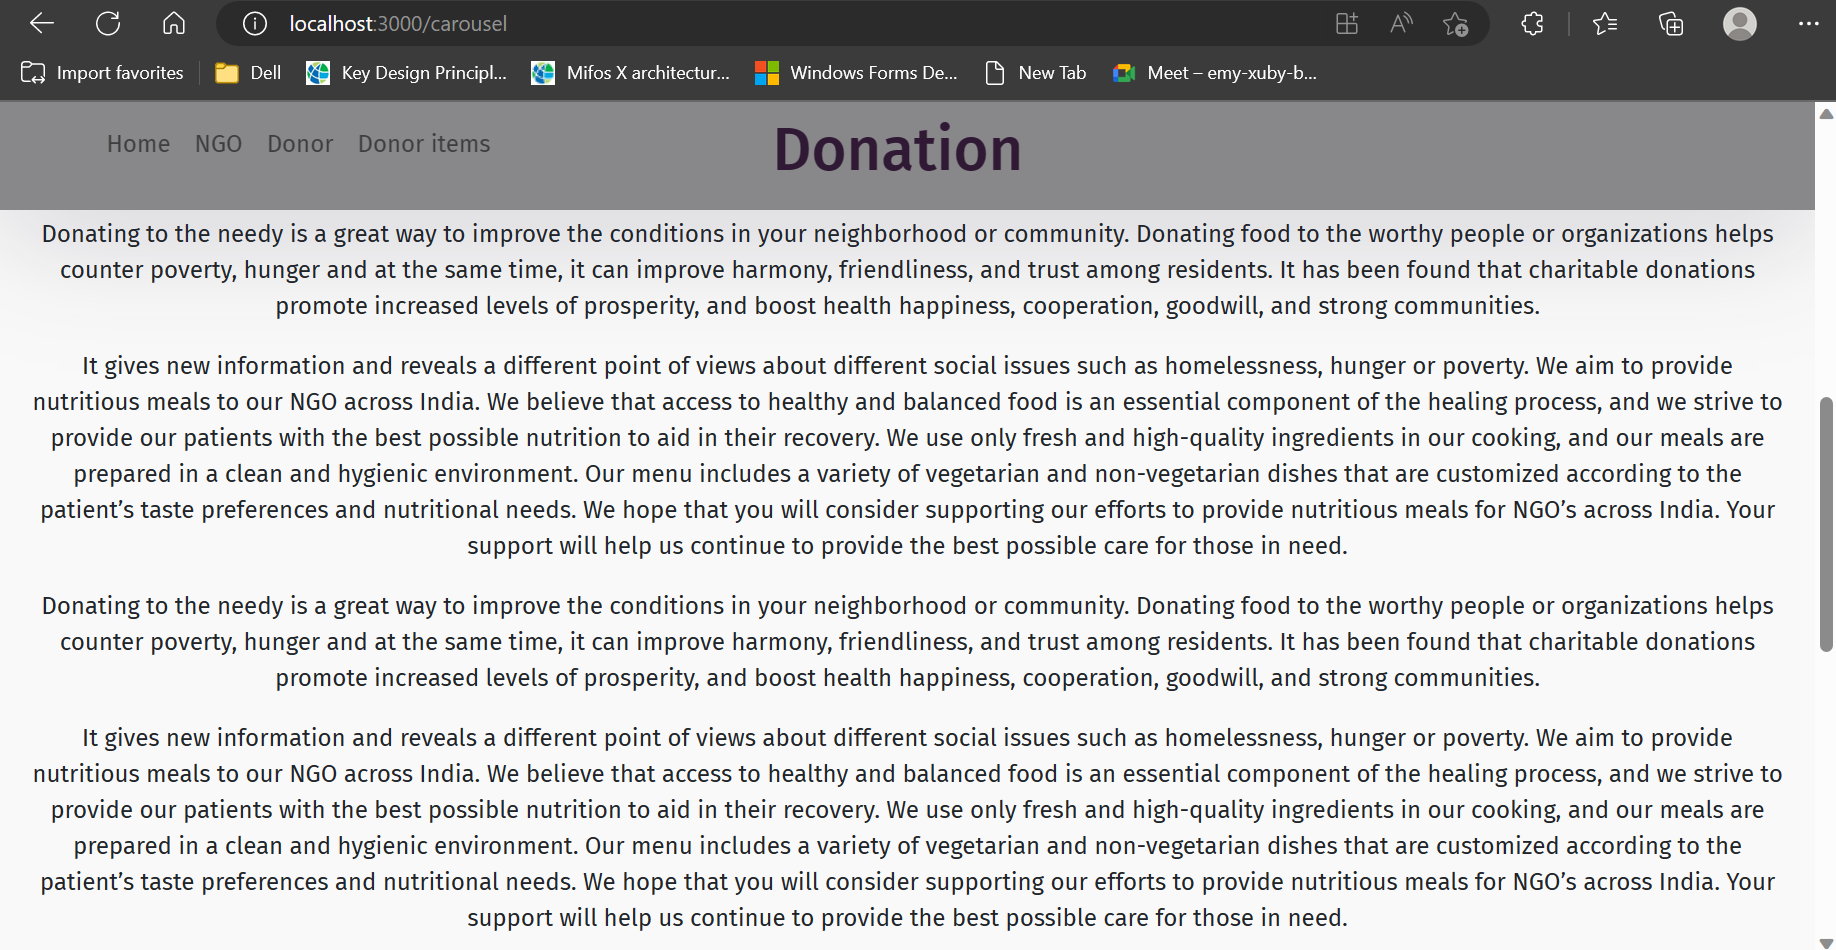 localhost:3000/carousel
Import favorites Dell Key Design Principl... Mifos X architectur... Windows Forms De... New Tab Meet – emy-xuby-b...
Home NGO Donor Donor items Donation
Donating to the needy is a great way to improve the conditions in your neighborhood or community. Donating food to the worthy people or organizations helps
counter poverty, hunger and at the same time, it can improve harmony, friendliness, and trust among residents. It has been found that charitable donations
promote increased levels of prosperity, and boost health happiness, cooperation, goodwill, and strong communities.
It gives new information and reveals a different point of views about different social issues such as homelessness, hunger or poverty. We aim to provide
nutritious meals to our NGO across India. We believe that access to healthy and balanced food is an essential component of the healing process, and we strive to
provide our patients with the best possible nutrition to aid in their recovery. We use only fresh and high-quality ingredients in our cooking, and our meals are
prepared in a clean and hygienic environment. Our menu includes a variety of vegetarian and non-vegetarian dishes that are customized according to the
patient’s taste preferences and nutritional needs. We hope that you will consider supporting our efforts to provide nutritious meals for NGO’s across India. Your
support will help us continue to provide the best possible care for those in need.
Donating to the needy is a great way to improve the conditions in your neighborhood or community. Donating food to the worthy people or organizations helps
counter poverty, hunger and at the same time, it can improve harmony, friendliness, and trust among residents. It has been found that charitable donations
promote increased levels of prosperity, and boost health happiness, cooperation, goodwill, and strong communities.
It gives new information and reveals a different point of views about different social issues such as homelessness, hunger or poverty. We aim to provide
nutritious meals to our NGO across India. We believe that access to healthy and balanced food is an essential component of the healing process, and we strive to
provide our patients with the best possible nutrition to aid in their recovery. We use only fresh and high-quality ingredients in our cooking, and our meals are
prepared in a clean and hygienic environment. Our menu includes a variety of vegetarian and non-vegetarian dishes that are customized according to the
patient’s taste preferences and nutritional needs. We hope that you will consider supporting our efforts to provide nutritious meals for NGO’s across India. Your
support will help us continue to provide the best possible care for those in need.